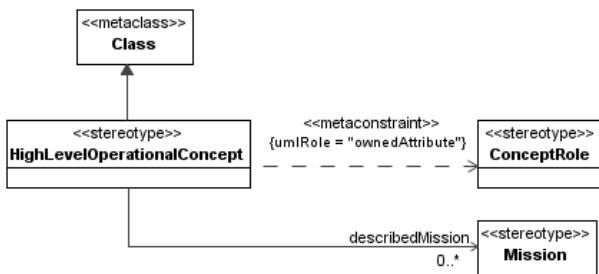 <<metaclass>>
Class
<<stereotype>>
HighLevelOperationalConcept
<<metaconstraint>>
{umlRole = "ownedAttribute"}
<<stereotype>>
ConceptRole
describedMission
0..*
<<stereotype>>
Mission